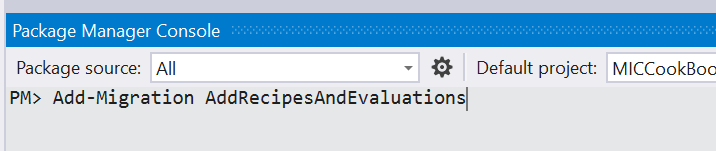 Package Manager Console
Package source: All Default project: MICCookBoo
PM> Add-Migration AddRecipesAndEvaluations